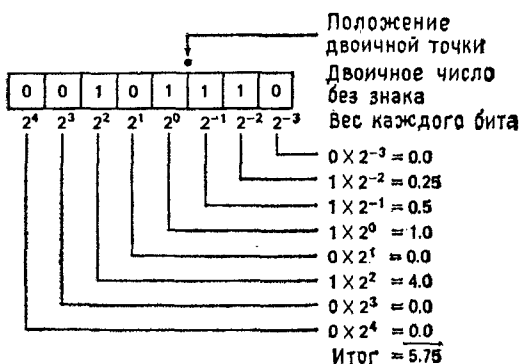 Положение
двоичной точки
0 0 1 0 1 1 1 0
Двоичное число
без знака
2⁴ 2³ 2² 2¹ 2⁰ 2⁻¹ 2⁻² 2⁻³
Вес каждого бита
0 X 2⁻³ = 0.0
1 X 2⁻² = 0.25
1 X 2⁻¹ = 0.5
1 X 2⁰ = 1.0
0 X 2¹ = 0.0
1 X 2² = 4.0
0 X 2³ = 0.0
0 X 2⁴ = 0.0
Итог = 5.75